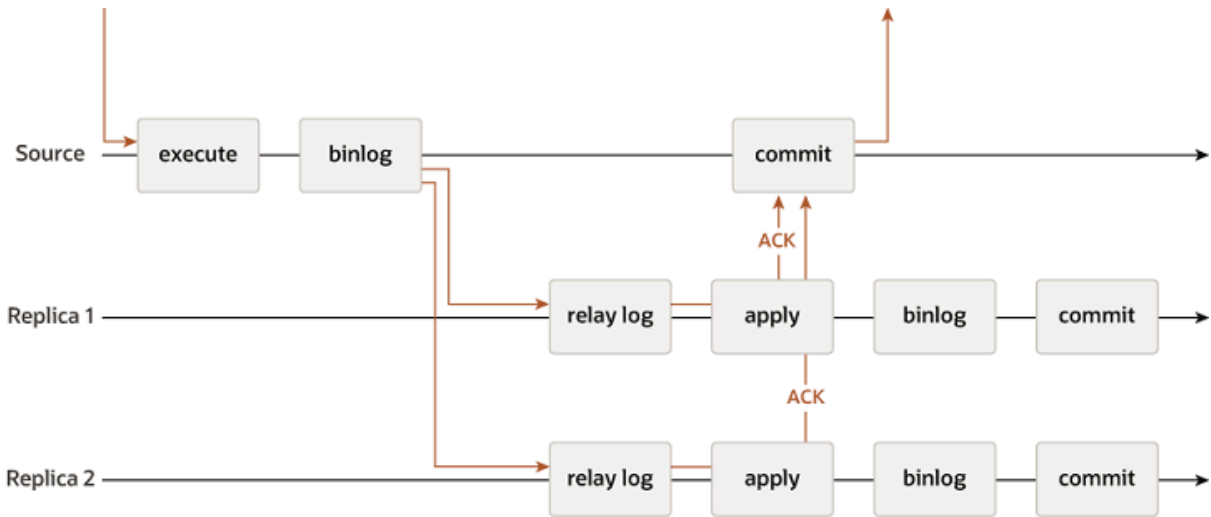 Source execute binlog commit
ACK
Replica 1 relay log apply binlog commit
ACK
Replica 2 relay log apply binlog commit